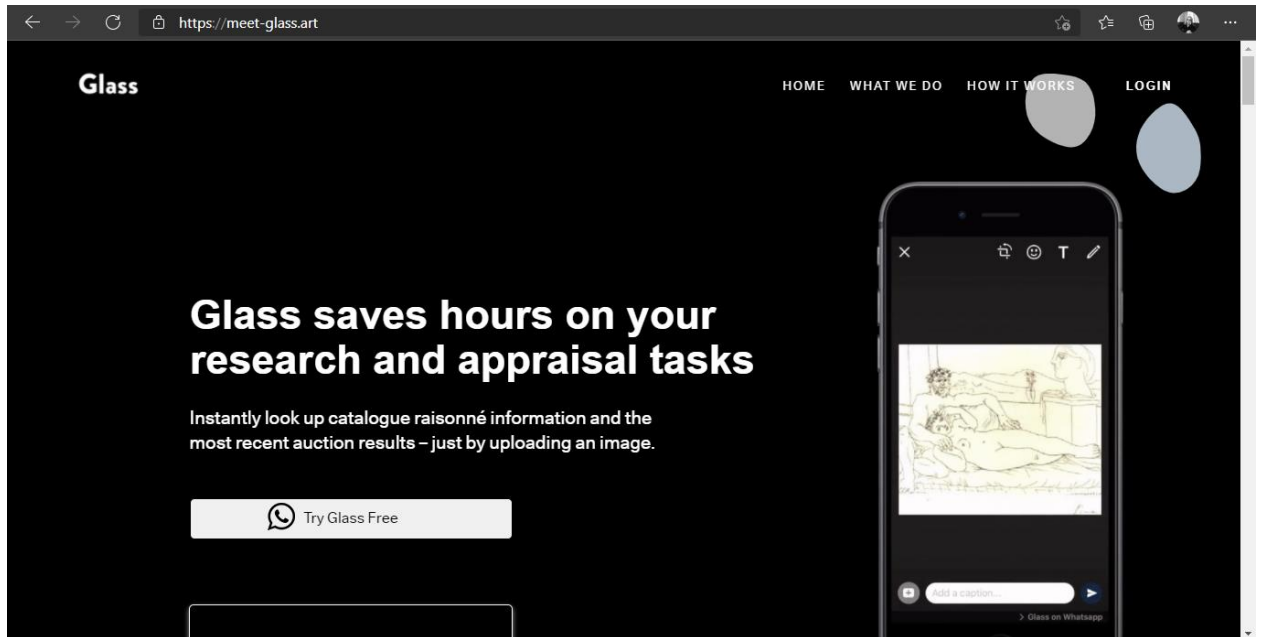 https://meet-glass.art
Glass
HOME WHAT WE DO HOW IT WORKS LOGIN
Glass saves hours on your
research and appraisal tasks
Instantly look up catalogue raisonné information and the
most recent auction results – just by uploading an image.
Try Glass Free
T
Add a caption...
> Glass on Whatsapp